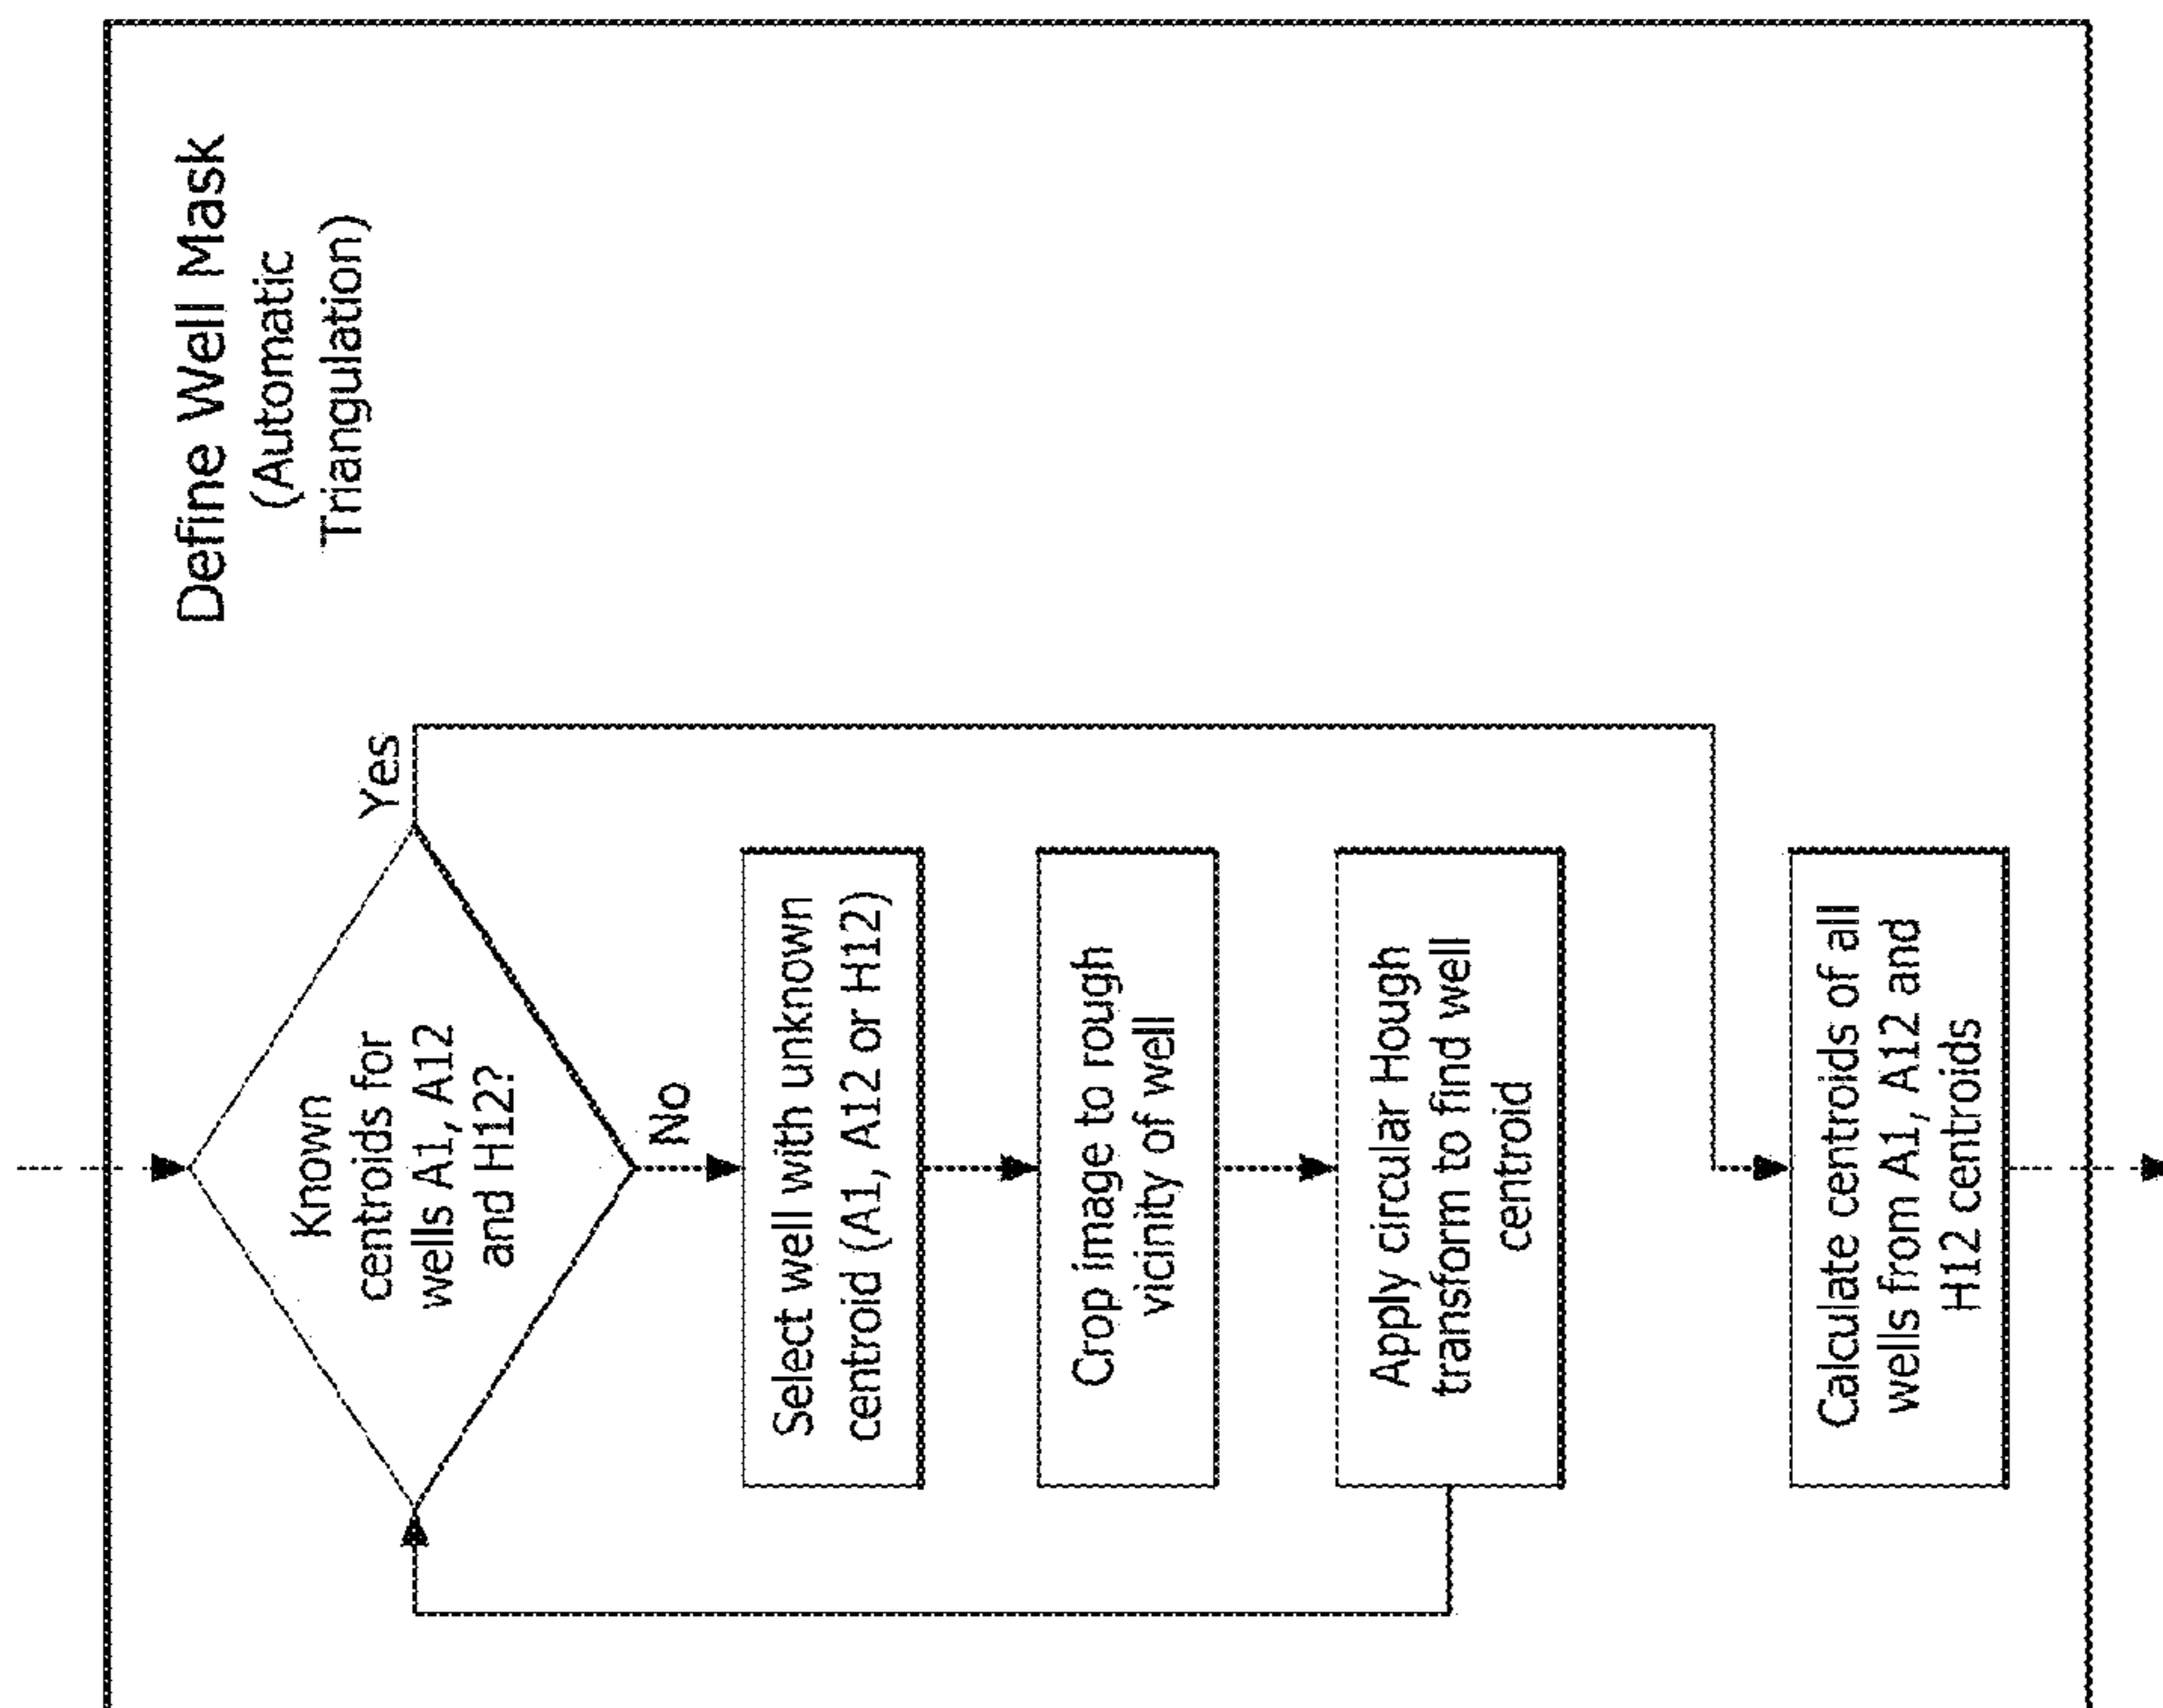 Define Well Mask
(Automatic
Triangulation)
Known
centroids for
wells A1, A12
and H12?
Yes
No
Select well with unknown
centroid (A1, A12 or H12)
Crop image to rough
vicinity of well
Apply circular Hough
transform to find well
centroid
Calculate centroids of all
wells from A1, A12 and
H12 centroids